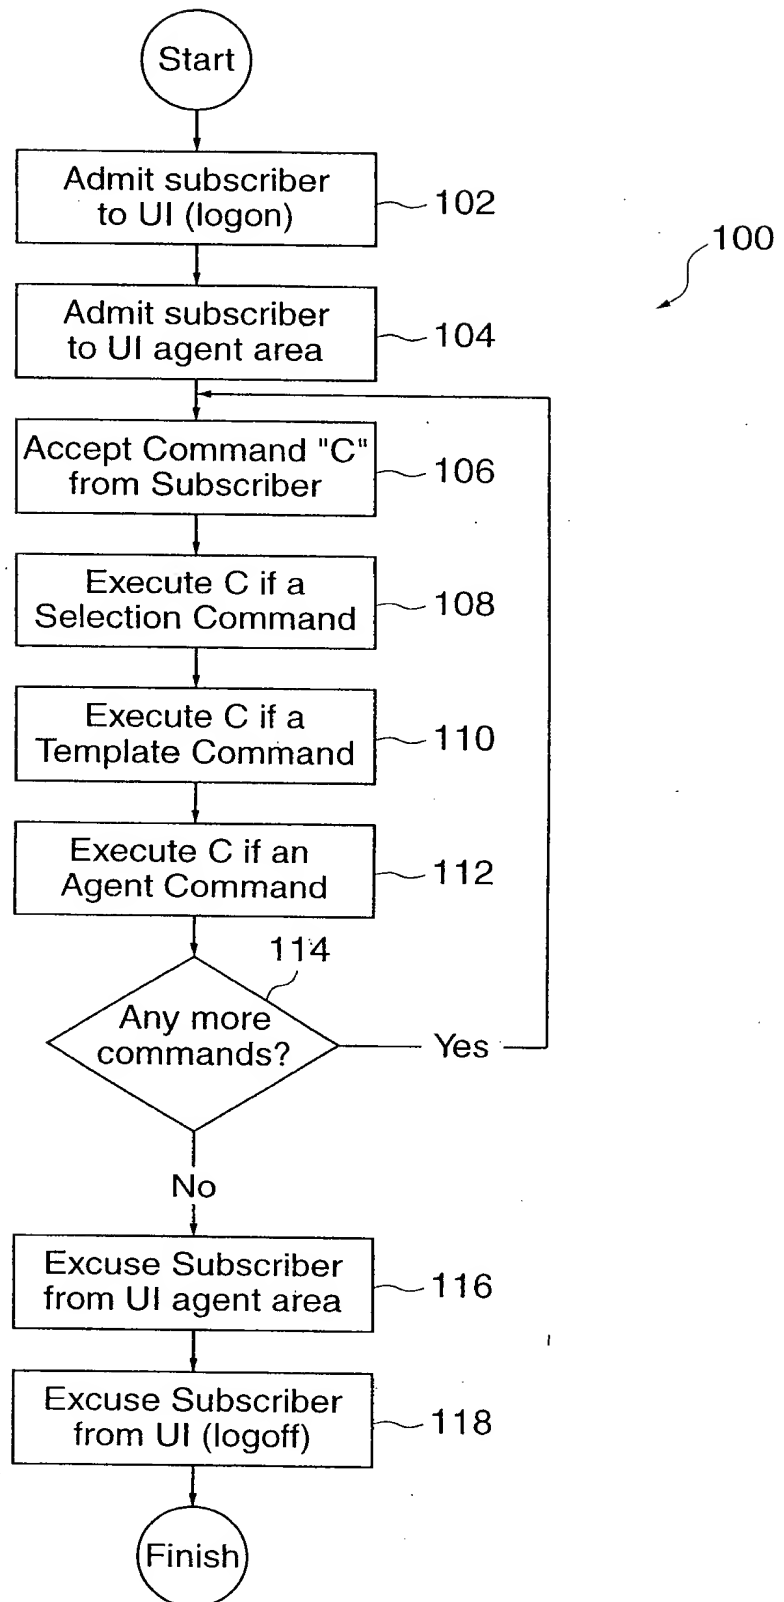 Start
Admit subscriber
to UI (logon)
102
100
Admit subscriber
to UI agent area
104
Accept Command "C"
from Subscriber
106
Execute C if a
Selection Command
108
Execute C if a
Template Command
110
Execute C if an
Agent Command
112
114
Any more
commands?
Yes
No
Excuse Subscriber
from UI agent area
116
Excuse Subscriber
from UI (logoff)
118
Finish